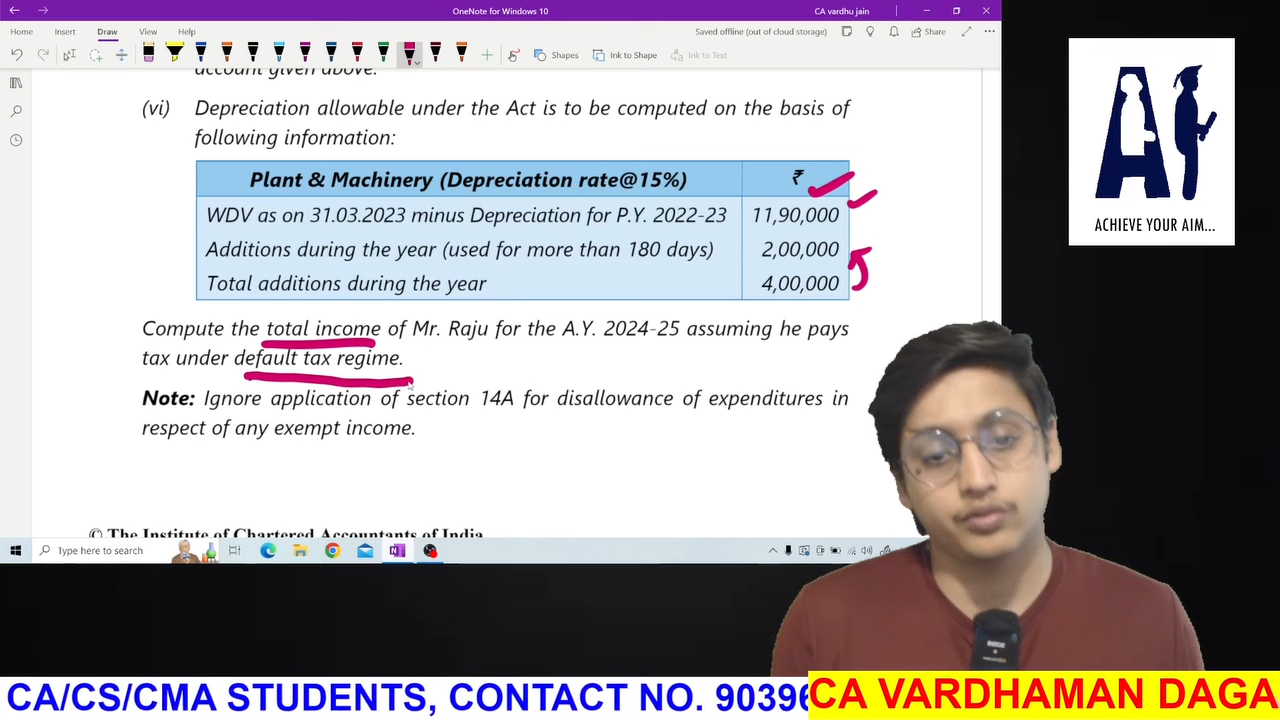 OneNote for Windows 10
CA vardhu jain
Home Insert Draw View Help
Saved offline (out of cloud storage)
Share
Shapes
Ink to Shape
Ink to Text
account given above.
(vi) Depreciation allowable under the Act is to be computed on the basis of
following information:
Plant & Machinery (Depreciation rate@15%) ₹
WDV as on 31.03.2023 minus Depreciation for P.Y. 2022-23 11,90,000
Additions during the year (used for more than 180 days) 2,00,000
Total additions during the year 4,00,000
Compute the total income of Mr. Raju for the A.Y. 2024-25 assuming he pays
tax under default tax regime.
Note: Ignore application of section 14A for disallowance of expenditures in
respect of any exempt income.
© The Institute of Chartered Accountants of India
Type here to search
AI
ACHIEVE YOUR AIM...
CA/CS/CMA STUDENTS, CONTACT NO. 9039
CA VARDHAMAN DAGA